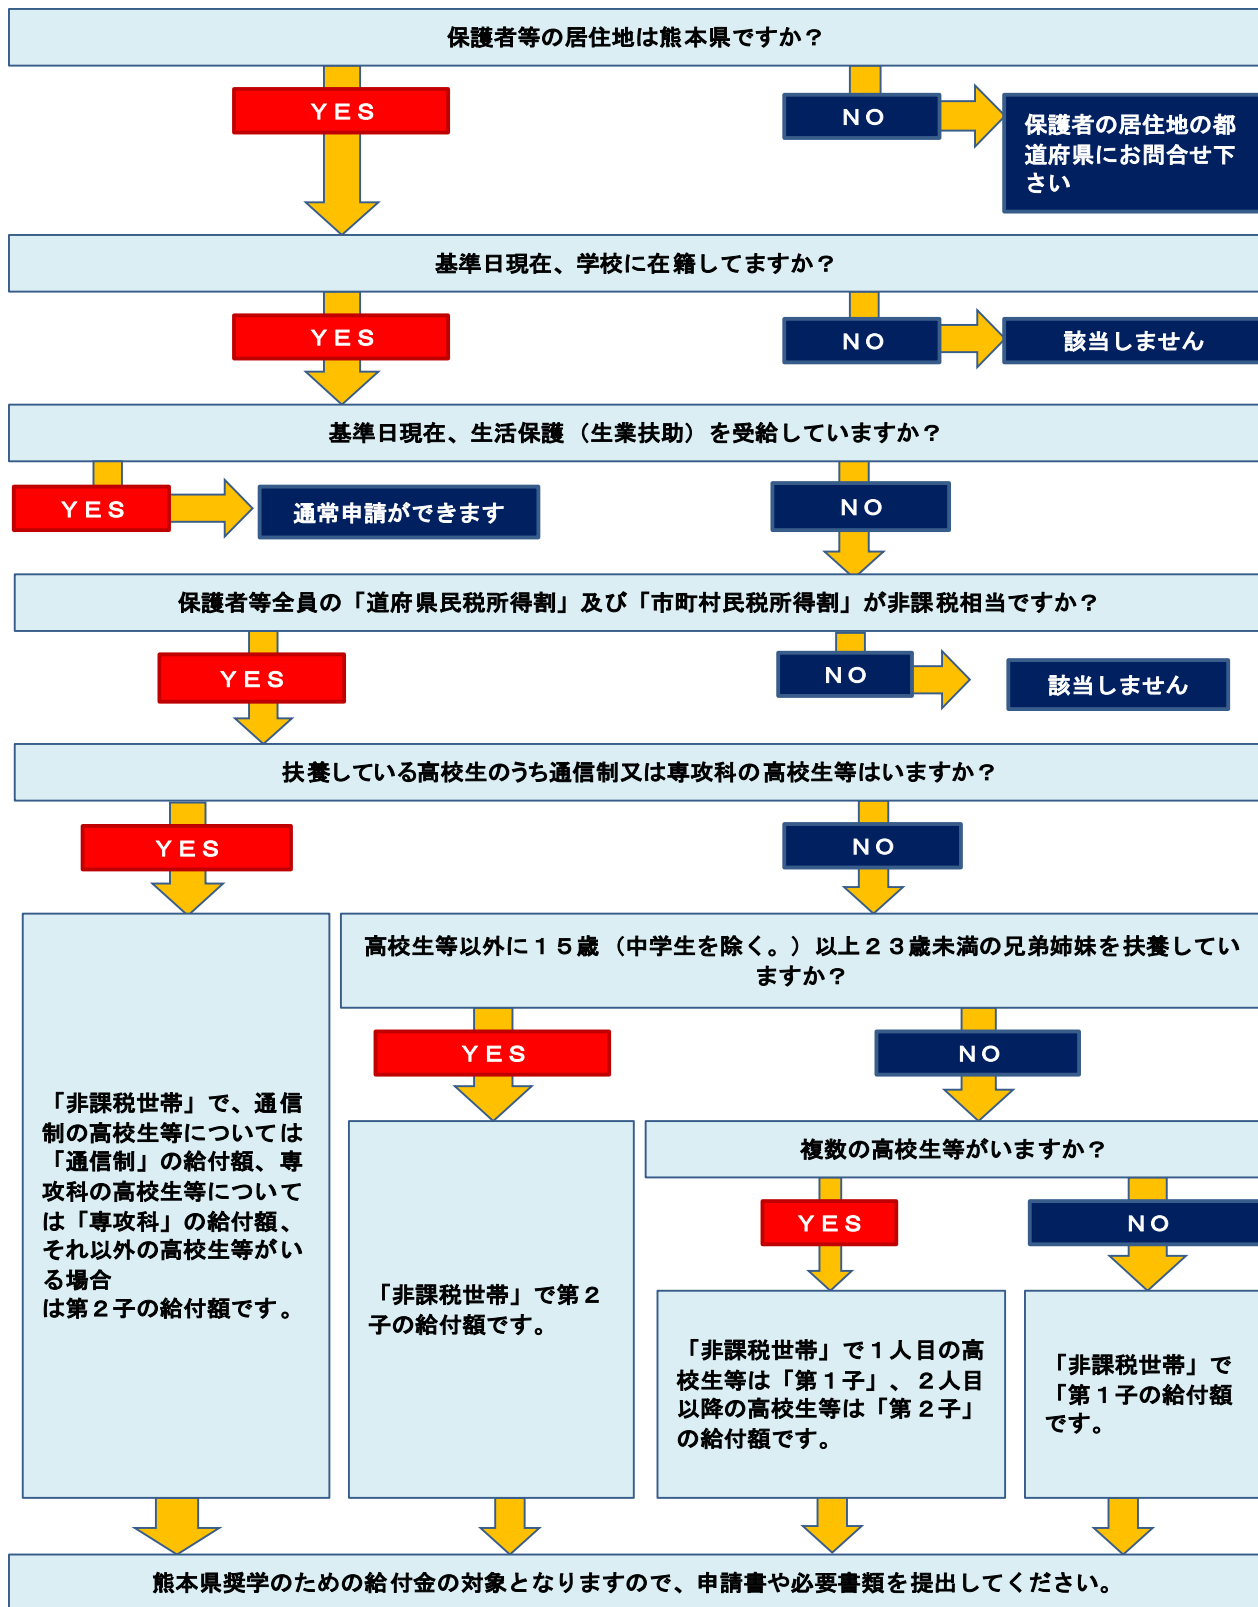 保護者等の居住地は熊本県ですか？
ＹＥＳ
ＮＯ
保護者の居住地の都
道府県にお問合せ下
さい
基準日現在、学校に在籍してますか？
ＹＥＳ
ＮＯ
該当しません
基準日現在、生活保護（生業扶助）を受給していますか？
ＹＥＳ
通常申請ができます
ＮＯ
保護者等全員の「道府県民税所得割」及び「市町村民税所得割」が非課税相当ですか？
ＹＥＳ
ＮＯ
該当しません
扶養している高校生のうち通信制又は専攻科の高校生等はいますか？
ＹＥＳ
ＮＯ
高校生等以外に１５歳（中学生を除く。）以上２３歳未満の兄弟姉妹を扶養してい
ますか？
ＹＥＳ
ＮＯ
「非課税世帯」で、通信
制の高校生等については
「通信制」の給付額、専
攻科の高校生等について
は「専攻科」の給付額、
それ以外の高校生等がい
る場合
は第２子の給付額です。
「非課税世帯」で第２
子の給付額です。
複数の高校生等がいますか？
ＹＥＳ
ＮＯ
「非課税世帯」で１人目の高
校生等は「第１子」、２人目
以降の高校生等は「第２子」
の給付額です。
「非課税世帯」で
「第１子の給付額
です。
熊本県奨学のための給付金の対象となりますので、申請書や必要書類を提出してください。